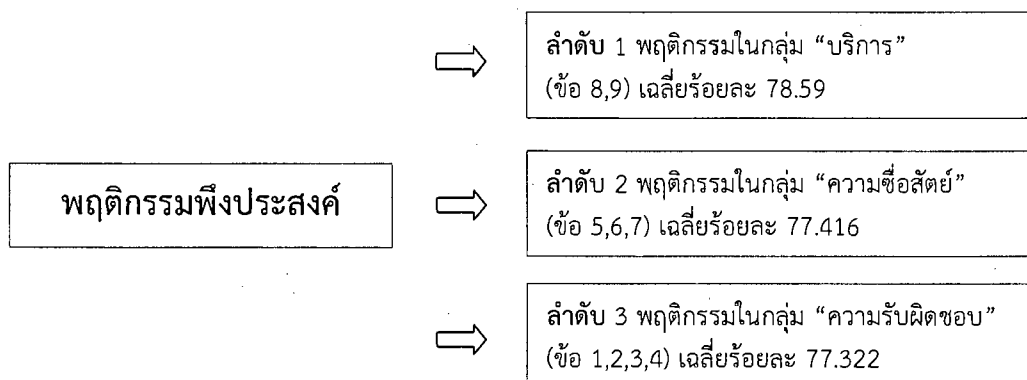 ลำดับ 1 พฤติกรรมในกลุ่ม “บริการ”
(ข้อ 8,9) เฉลี่ยร้อยละ 78.59
พฤติกรรมพึงประสงค์
ลำดับ 2 พฤติกรรมในกลุ่ม “ความซื่อสัตย์”
(ข้อ 5,6,7) เฉลี่ยร้อยละ 77.416
ลำดับ 3 พฤติกรรมในกลุ่ม “ความรับผิดชอบ”
(ข้อ 1,2,3,4) เฉลี่ยร้อยละ 77.322